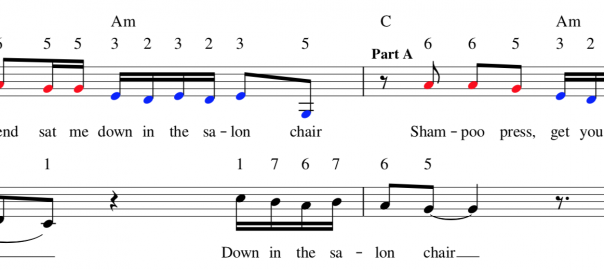 Am C Am
6 5 5 3 2 3 2 3 5 Part A 6 6 5 3 2
end sat me down in the sa - lon chair Sham - poo press, get you
1 1 7 6 7 6 5
Down in the sa - lon chair